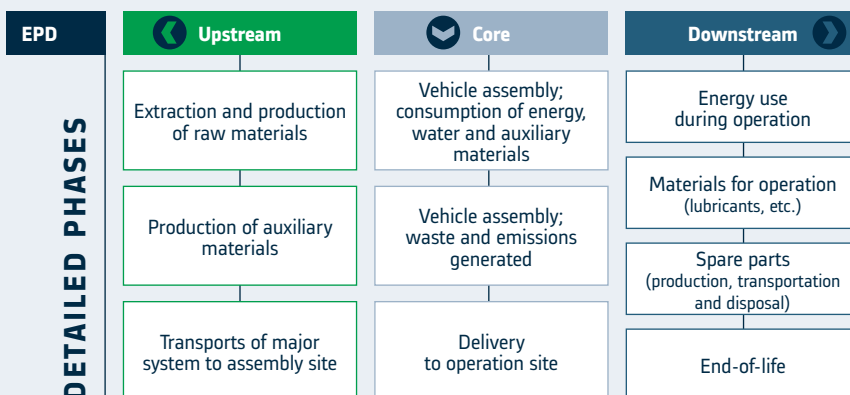 EPD
Upstream
Core
Downstream
DETAILED PHASES
Extraction and production
of raw materials
Production of auxiliary
materials
Transports of major
system to assembly site
Vehicle assembly;
consumption of energy,
water and auxiliary
materials
Vehicle assembly;
waste and emissions
generated
Delivery
to operation site
Energy use
during operation
Materials for operation
(lubricants, etc.)
Spare parts
(production, transportation
and disposal)
End-of-life